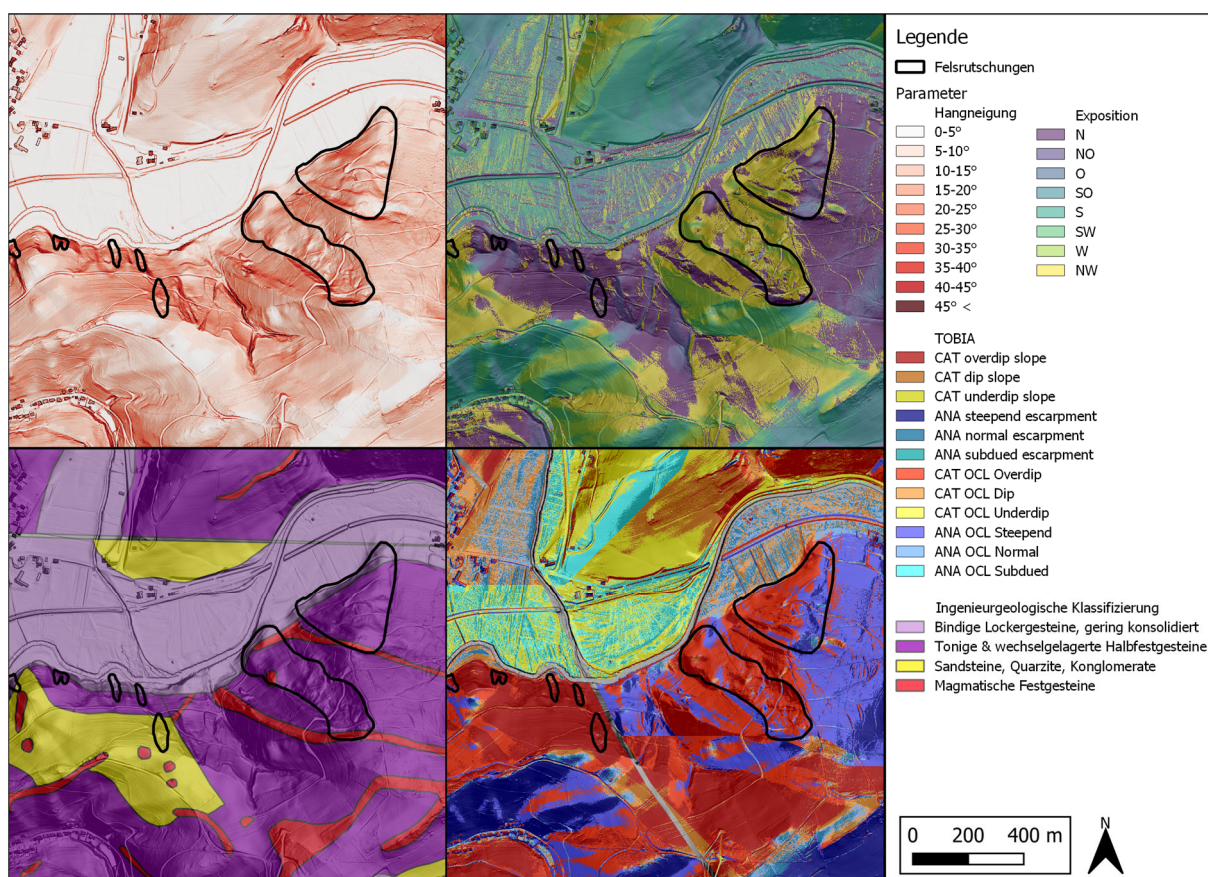 Legende
Felsrutschungen
Parameter
Hangneigung
0-5°
5-10°
10-15°
15-20°
20-25°
25-30°
30-35°
35-40°
40-45°
45° <
Exposition
N
NO
O
SO
S
SW
W
NW
TOBIA
CAT overdip slope
CAT dip slope
CAT underdip slope
ANA steepend escarpment
ANA normal escarpment
ANA subdued escarpment
CAT OCL Overdip
CAT OCL Dip
CAT OCL Underdip
ANA OCL Steepend
ANA OCL Normal
ANA OCL Subdued
Ingenieurgeologische Klassifizierung
Bindige Lockergesteine, gering konsolidiert
Tonige & wechselgelagerte Halbfestgesteine
Sandsteine, Quarzite, Konglomerate
Magmatische Festgesteine
0 200 400 m
N